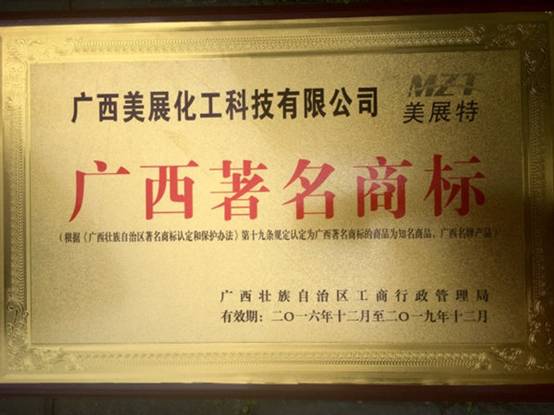 MZT
广西美展化工科技有限公司 美展特
广西著名商标
(根据《广西壮族自治区著名商标认定和保护办法》第十九条规定认定为广西著名商标的商品为知名商品、广西名牌产品)
广西壮族自治区工商行政管理局
有效期：二〇一六年十二月至二〇一九年十二月